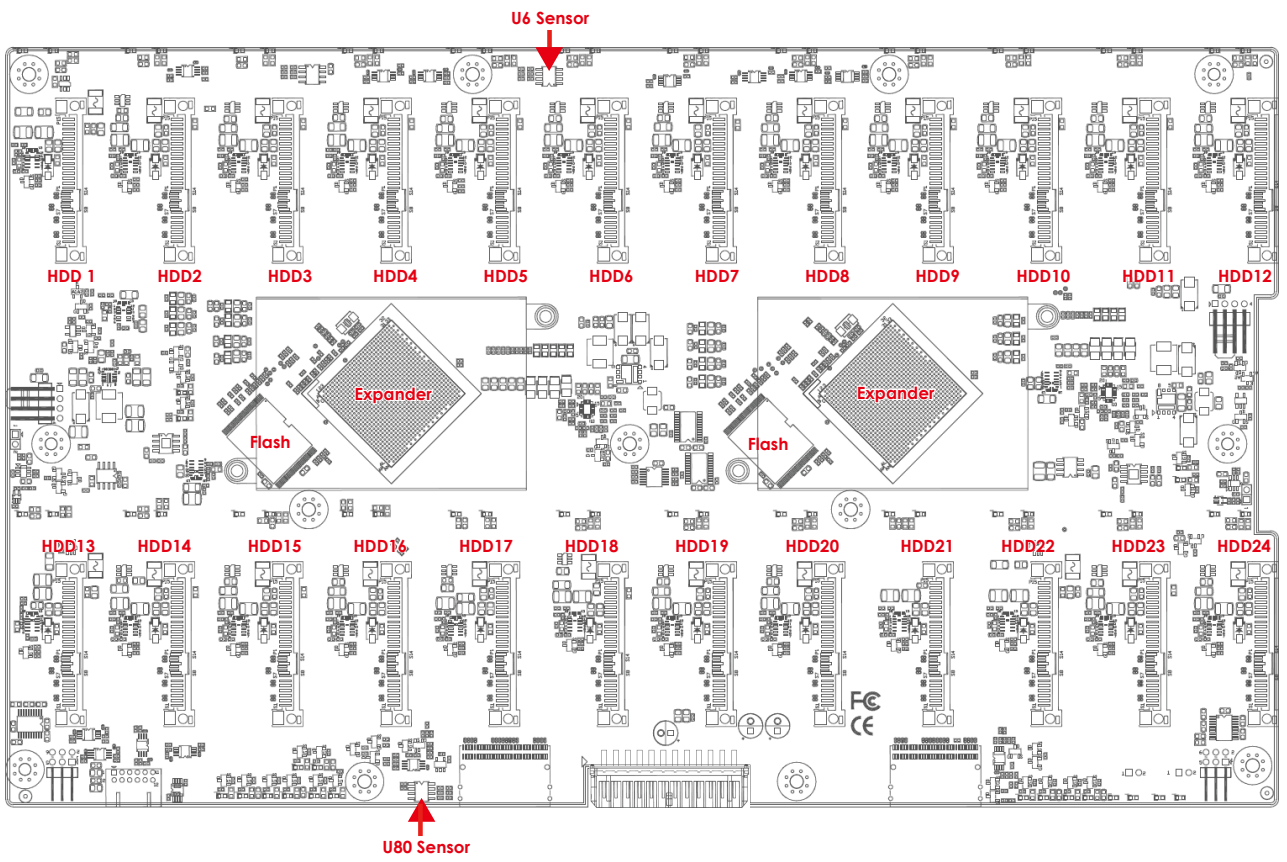 U6 Sensor
HDD 1
HDD2
HDD3
HDD4
HDD5
HDD6
HDD7
HDD8
HDD9
HDD10
HDD11
HDD12
Expander
Expander
Flash
Flash
HDD13
HDD14
HDD15
HDD16
HDD17
HDD18
HDD19
HDD20
HDD21
HDD22
HDD23
HDD24
FC
CE
U80 Sensor